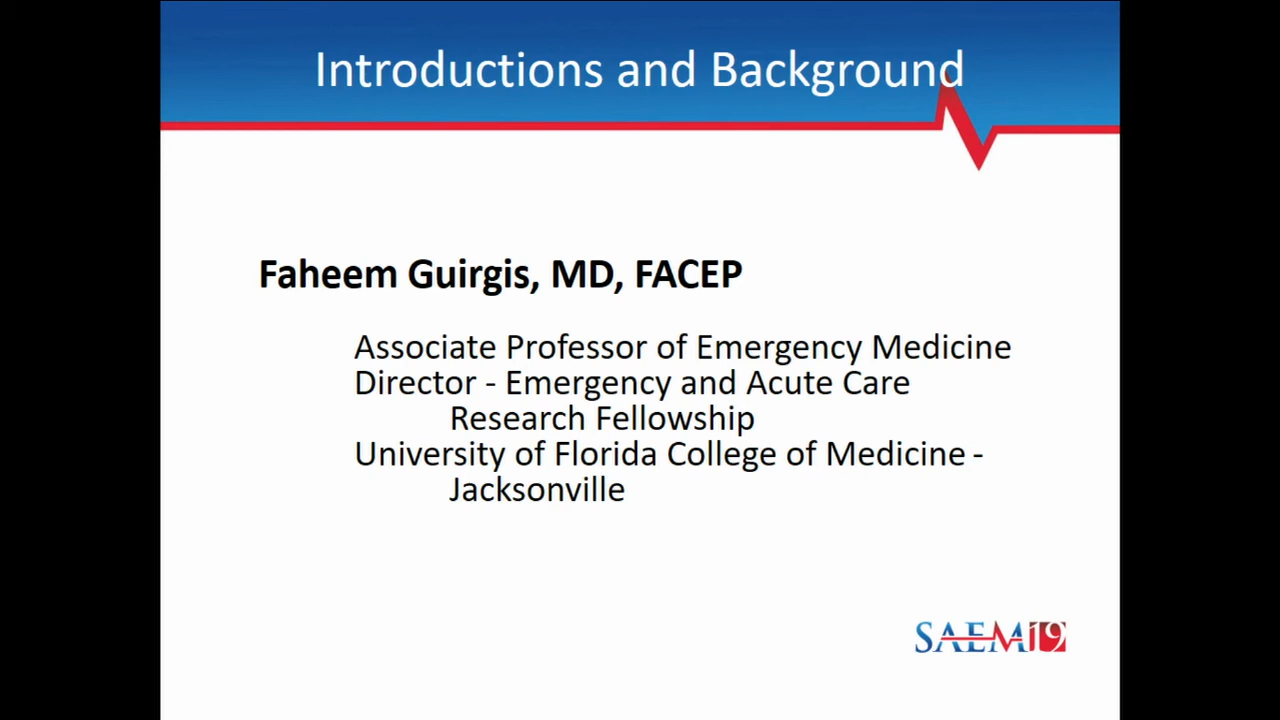 Introductions and Background
Faheem Guirgis, MD, FACEP
Associate Professor of Emergency Medicine
Director - Emergency and Acute Care
Research Fellowship
University of Florida College of Medicine -
Jacksonville
SAEM19